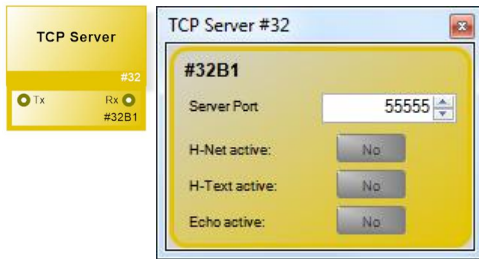 TCP Server
#32
Tx Rx
#32B1
TCP Server #32
#32B1
Server Port 55555
H-Net active: No
H-Text active: No
Echo active: No